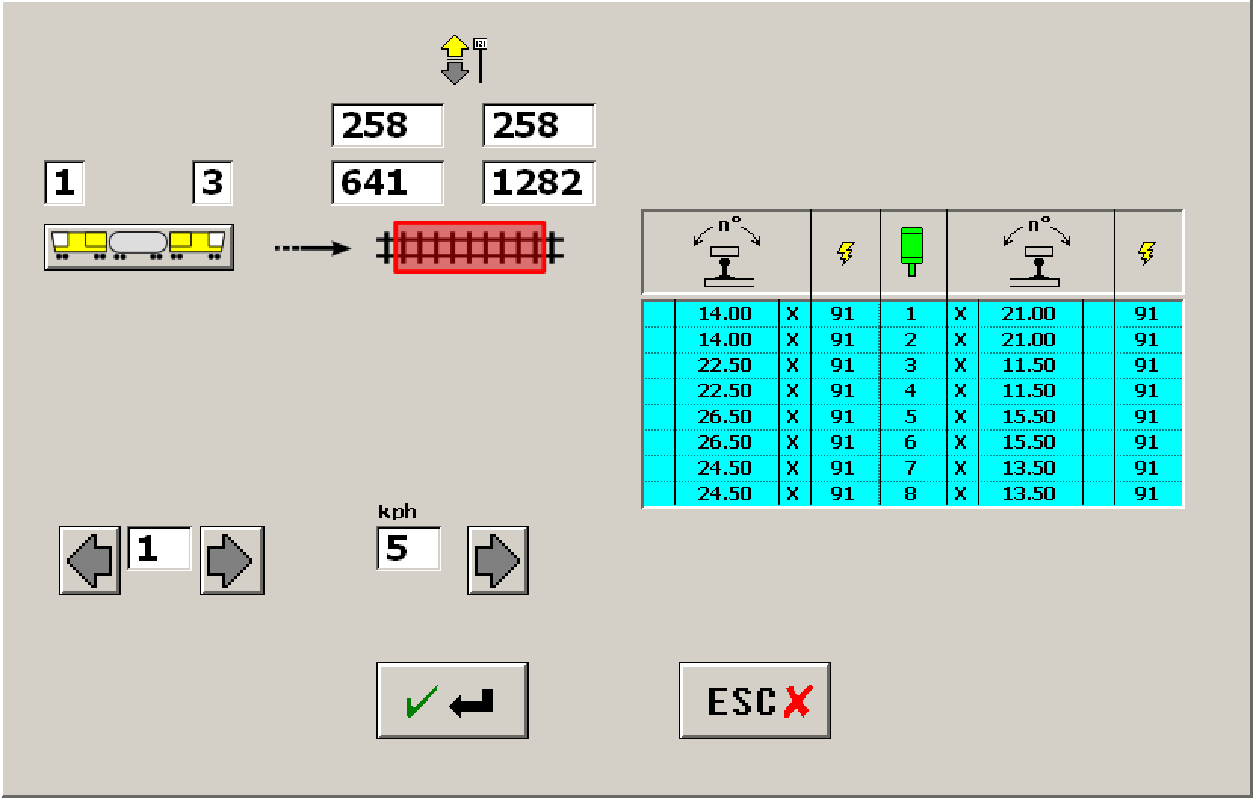 121
258 258
1 3 641 1282
n° n°
14.00 X 91 1 X 21.00 91
14.00 X 91 2 X 21.00 91
22.50 X 91 3 X 11.50 91
22.50 X 91 4 X 11.50 91
26.50 X 91 5 X 15.50 91
26.50 X 91 6 X 15.50 91
24.50 X 91 7 X 13.50 91
24.50 X 91 8 X 13.50 91
kph
1 5
ESC